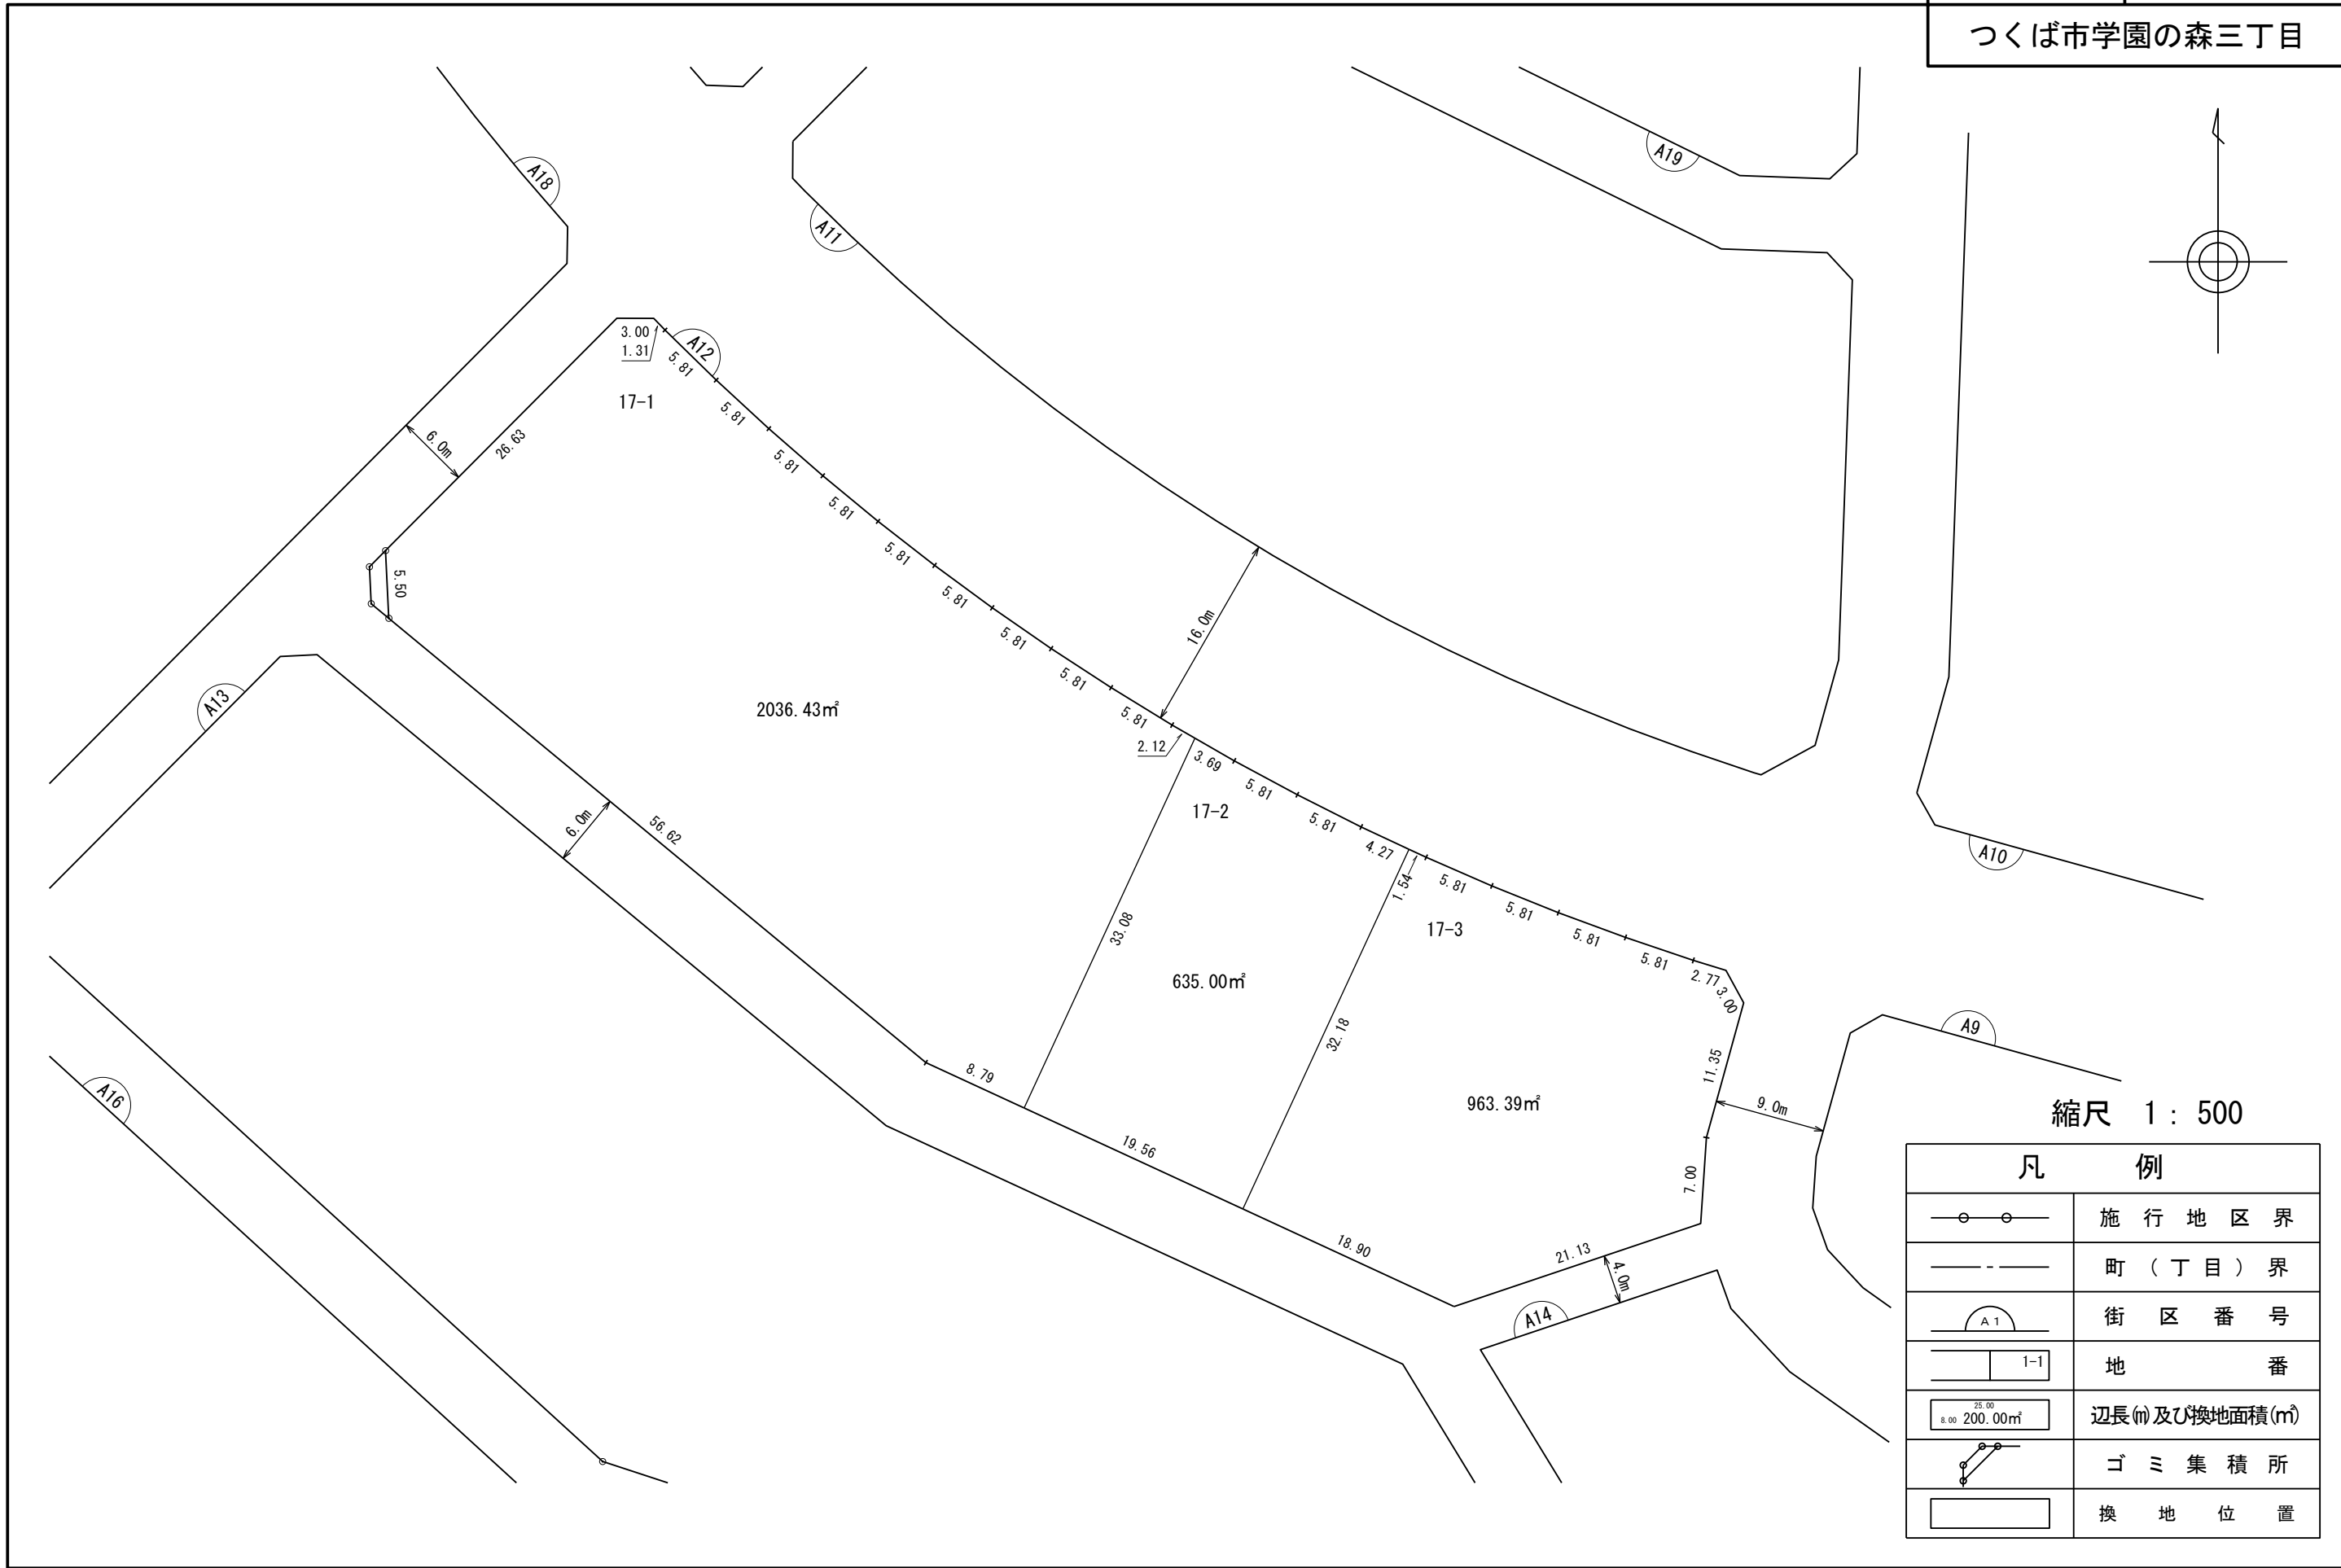 つくば市学園の森三丁目
A18
A11
A19
3.00
1.31
A12
17-1
5.81
5.81
5.81
5.81
5.81
5.81
5.81
5.81
5.81
2.12
6.0m
26.63
5.50
16.0m
A13
2036.43㎡
3.69
5.81
5.81
4.27
17-2
1.54
5.81
5.81
5.81
5.81
2.77
3.00
17-3
A10
6.0m
56.62
33.08
635.00㎡
32.18
963.39㎡
11.35
9.0m
A9
7.00
A16
8.79
19.56
18.90
21.13
4.0m
A14
縮尺 1: 500
凡 例
施行地区界
町(丁目)界
A1
街区番号
1-1
地番
25.00
8.00 200.00㎡
辺長(m)及び換地面積(㎡)
ゴミ集積所
換地位置